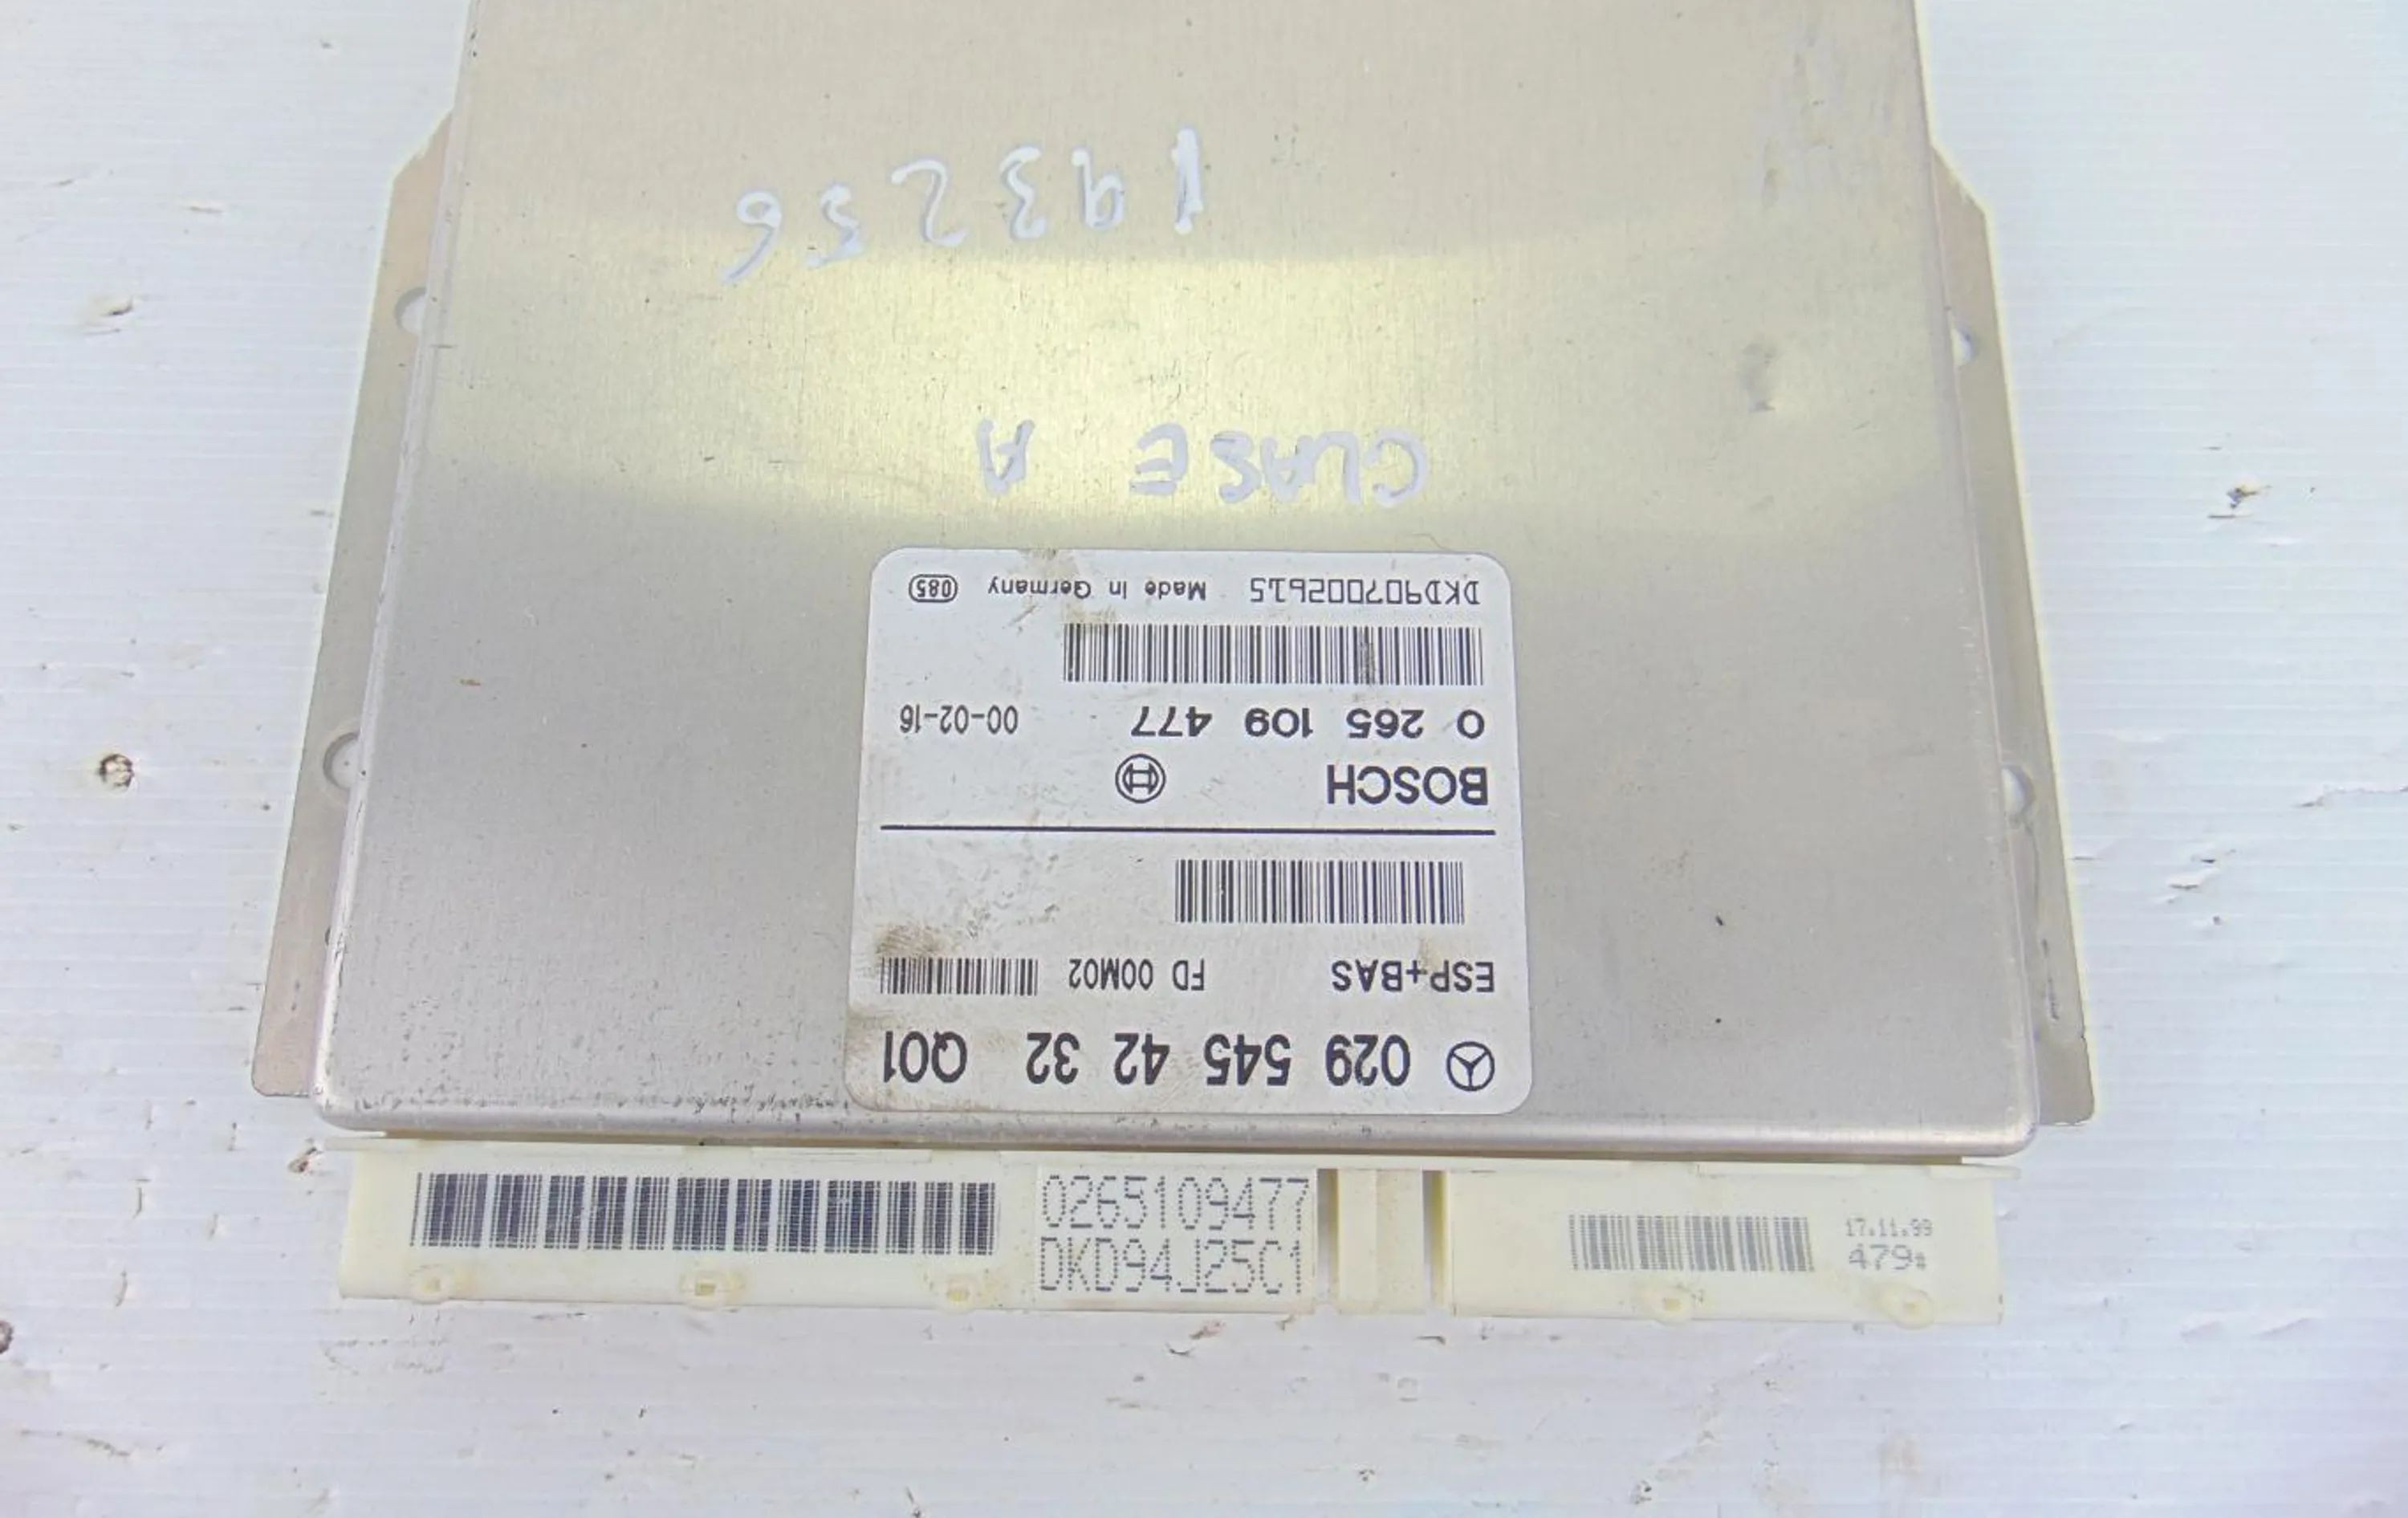 029 545 42 32 Q01
ESP+BAS FD 00M02
BOSCH
0 265 109 477 00-02-16
DKD907002615 Made in Germany 085
CLASE A
193256
0265109477
DKD94J25C1
17.11.99
479*